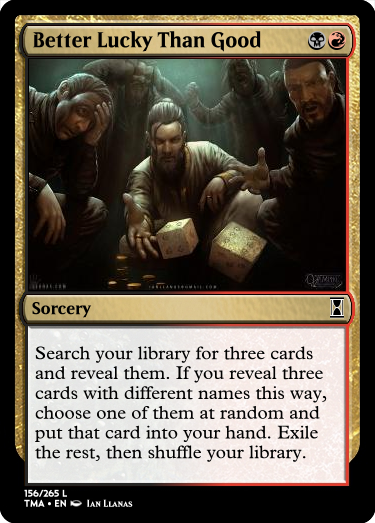 Better Lucky Than Good
Sorcery
Search your library for three cards
and reveal them. If you reveal three
cards with different names this way,
choose one of them at random and
put that card into your hand. Exile
the rest, then shuffle your library.
156/265 L
TMA • EN Ian Llanas